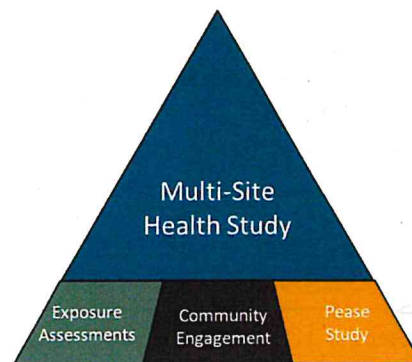 Multi-Site
Health Study
Exposure
Assessments
Community
Engagement
Pease
Study